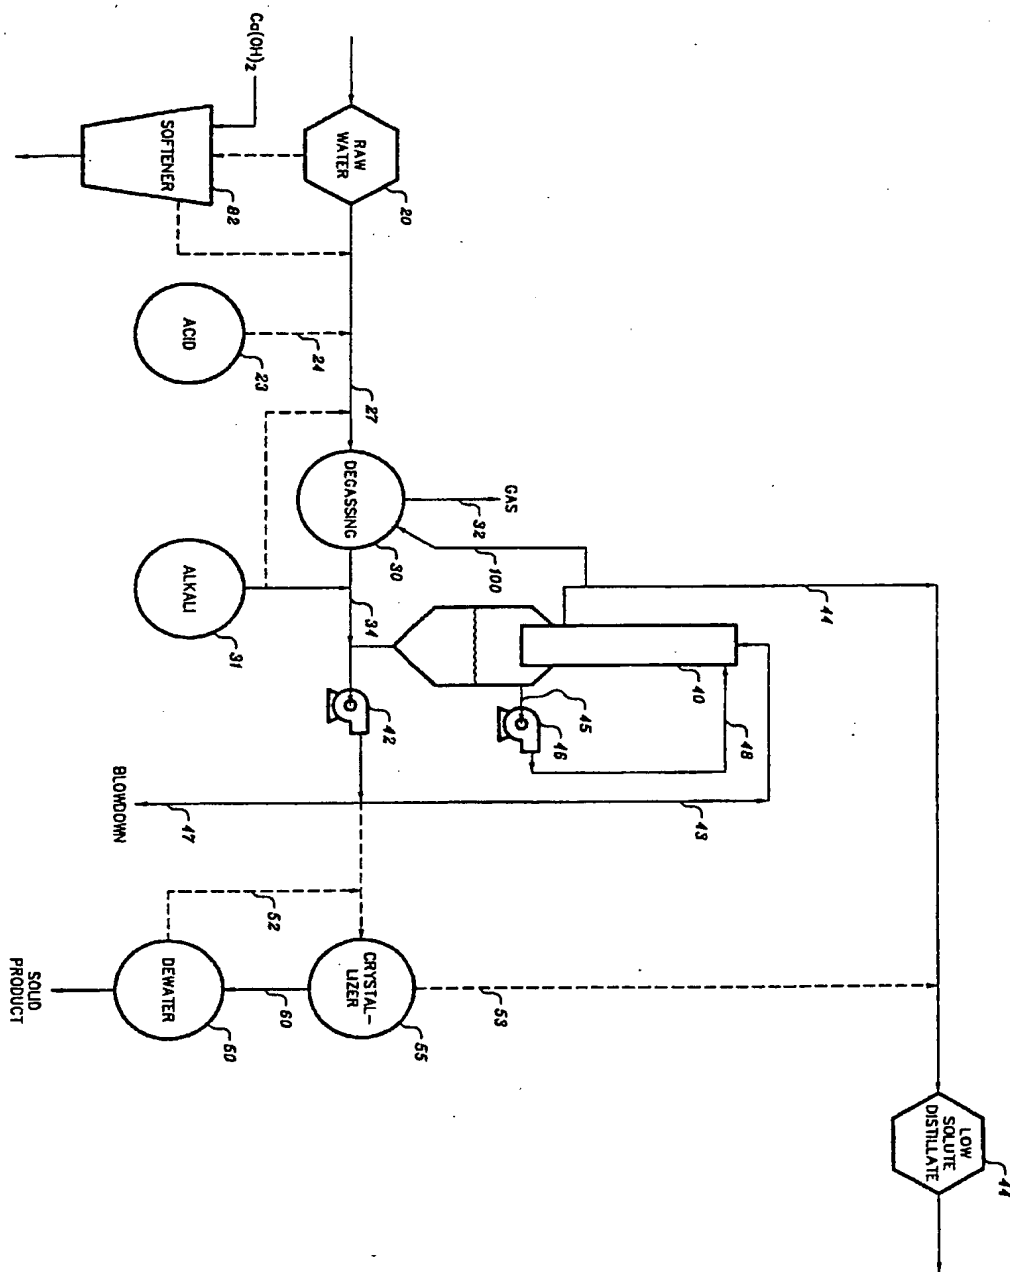 Ca(OH)2
SOFTENER
82
RAW
WATER
20
ACID
23
24
27
DEGASSING
30
GAS
32
100
ALKALI
31
34
42
40
45
46
48
44
43
BLOWDOWN
47
52
CRYSTAL-
LIZER
55
53
60
DEWATER
50
SOLID
PRODUCT
LOW
SOLUTE
DISTILLATE
44